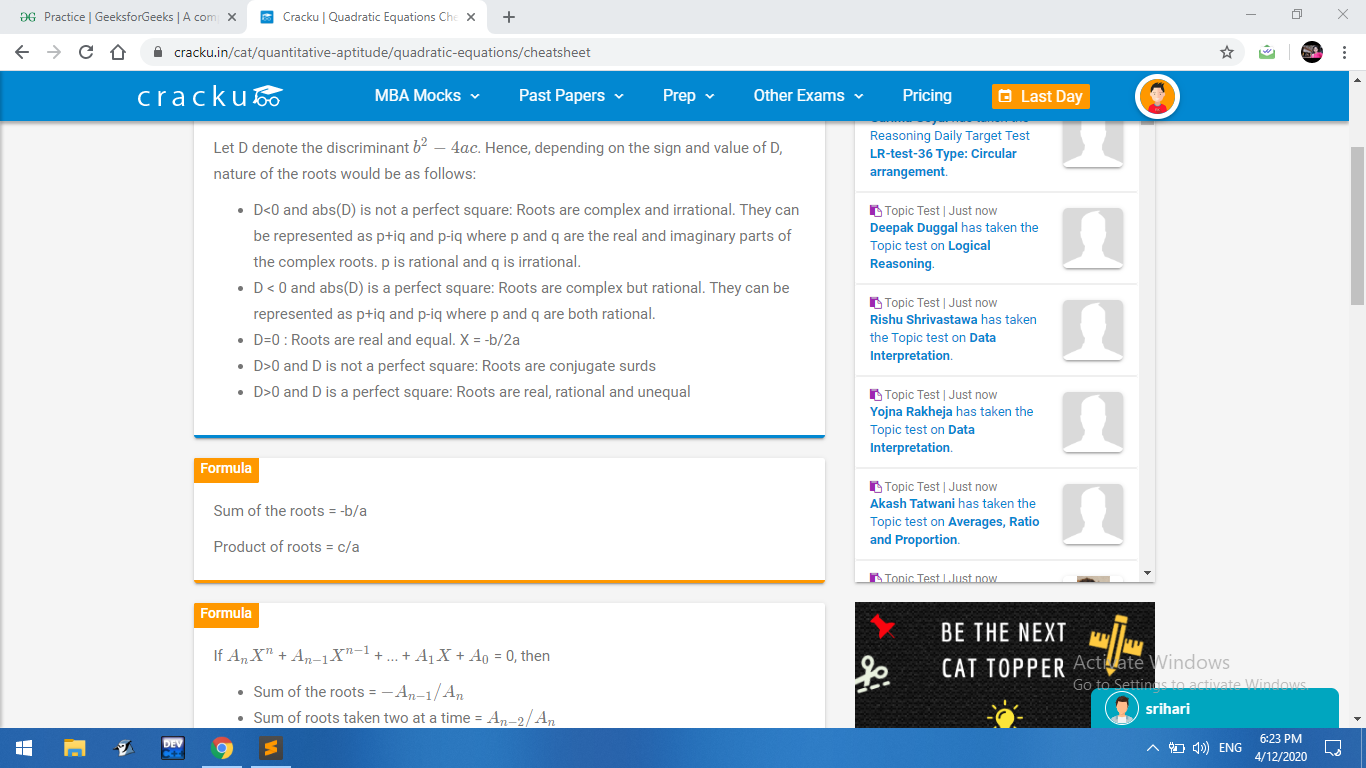 Practice | GeeksforGeeks | A com
Cracku | Quadratic Equations Che
cracku.in/cat/quantitative-aptitude/quadratic-equations/cheatsheet
cracku
MBA Mocks
Past Papers
Prep
Other Exams
Pricing
Last Day
Let D denote the discriminant b² − 4ac. Hence, depending on the sign and value of D,
nature of the roots would be as follows:
• D<0 and abs(D) is not a perfect square: Roots are complex and irrational. They can
be represented as p+iq and p-iq where p and q are the real and imaginary parts of
the complex roots. p is rational and q is irrational.
• D < 0 and abs(D) is a perfect square: Roots are complex but rational. They can be
represented as p+iq and p-iq where p and q are both rational.
• D=0 : Roots are real and equal. X = -b/2a
• D>0 and D is not a perfect square: Roots are conjugate surds
• D>0 and D is a perfect square: Roots are real, rational and unequal
Formula
Sum of the roots = -b/a
Product of roots = c/a
Formula
If AₙXⁿ + Aₙ₋₁Xⁿ⁻¹ + ... + A₁X + A₀ = 0, then
• Sum of the roots = −Aₙ₋₁/Aₙ
• Sum of roots taken two at a time = Aₙ₋₂/Aₙ
has taken the
Reasoning Daily Target Test
LR-test-36 Type: Circular
arrangement.
Topic Test | Just now
Deepak Duggal has taken the
Topic test on Logical
Reasoning.
Topic Test | Just now
Rishu Shrivastawa has taken
the Topic test on Data
Interpretation.
Topic Test | Just now
Yojna Rakheja has taken the
Topic test on Data
Interpretation.
Topic Test | Just now
Akash Tatwani has taken the
Topic test on Averages, Ratio
and Proportion.
Topic Test | Just now
BE THE NEXT
CAT TOPPER
Activate Windows
Go to Settings to activate Windows.
srihari
DEV
C++
ENG
6:23 PM
4/12/2020